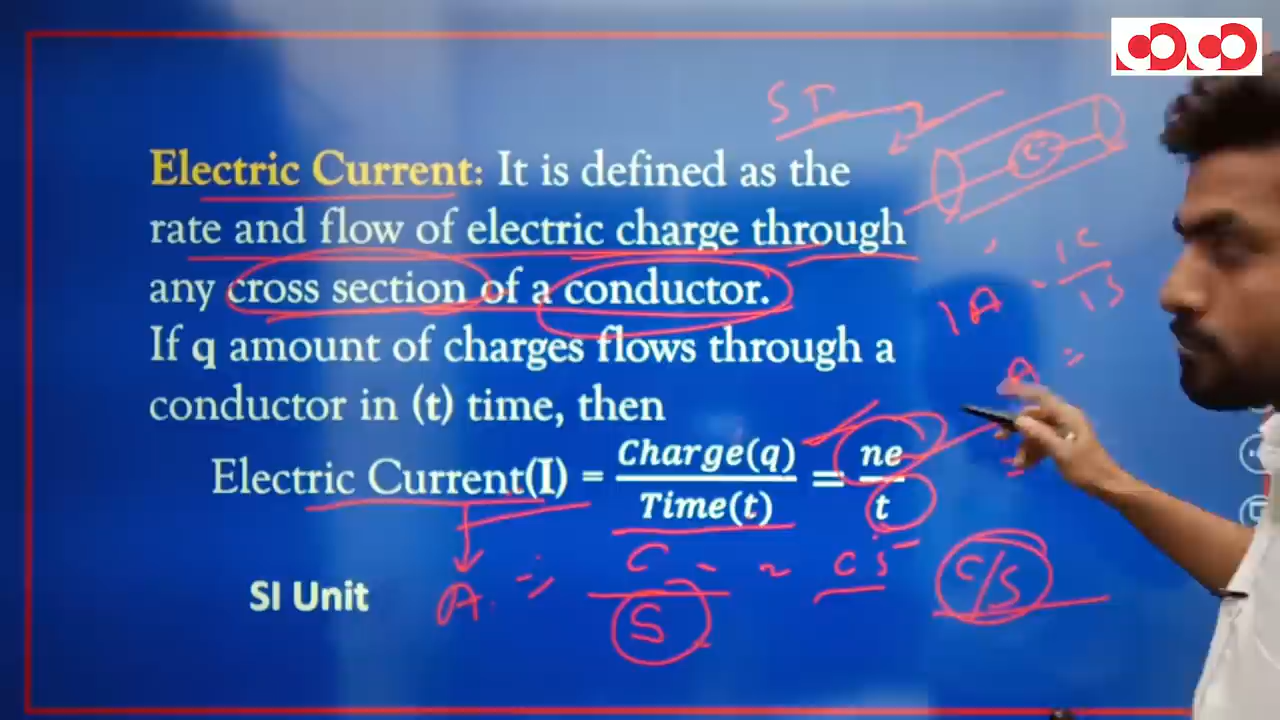 SI
Electric Current: It is defined as the
rate and flow of electric charge through
any cross section of a conductor.
1A = 1C/1S
If q amount of charges flows through a
conductor in (t) time, then
A =
Electric Current(I) = Charge(q)/Time(t) = ne/t
SI Unit
A = C/S = CS⁻ C/S